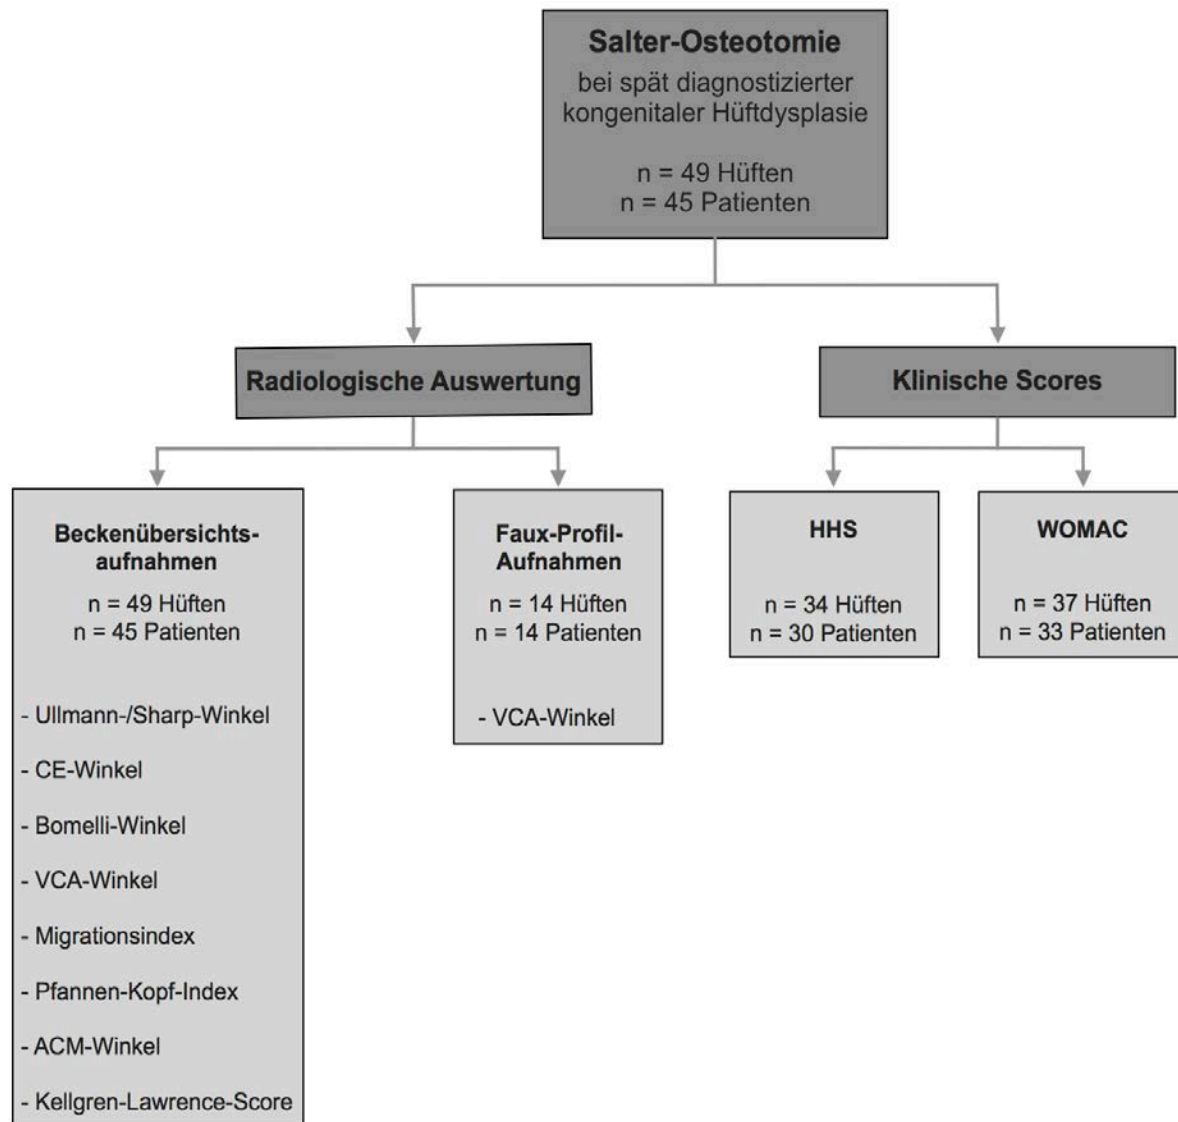 Salter-Osteotomie
bei spät diagnostizierter
kongenitaler Hüftdysplasie
n = 49 Hüften
n = 45 Patienten
Radiologische Auswertung
Klinische Scores
Beckenübersichts-
aufnahmen
n = 49 Hüften
n = 45 Patienten
- Ullmann-/Sharp-Winkel
- CE-Winkel
- Bomelli-Winkel
- VCA-Winkel
- Migrationsindex
- Pfannen-Kopf-Index
- ACM-Winkel
- Kellgren-Lawrence-Score
Faux-Profil-
Aufnahmen
n = 14 Hüften
n = 14 Patienten
- VCA-Winkel
HHS
n = 34 Hüften
n = 30 Patienten
WOMAC
n = 37 Hüften
n = 33 Patienten